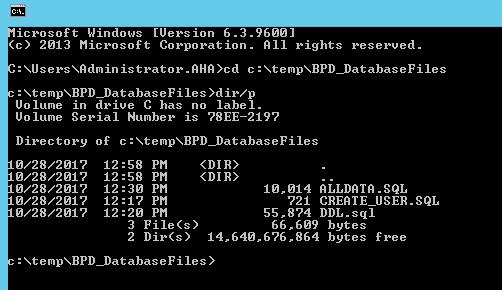 Microsoft Windows [Version 6.3.9600]
(c) 2013 Microsoft Corporation. All rights reserved.
C:\Users\Administrator.AHA>cd c:\temp\BPD_DatabaseFiles
c:\temp\BPD_DatabaseFiles>dir/p
Volume in drive C has no label.
Volume Serial Number is 78EE-2197
Directory of c:\temp\BPD_DatabaseFiles
10/28/2017 12:58 PM <DIR> .
10/28/2017 12:58 PM <DIR> ..
10/28/2017 12:30 PM 10,014 ALLDATA.SQL
10/28/2017 12:17 PM 721 CREATE_USER.SQL
10/28/2017 12:20 PM 55,874 DDL.sql
3 File(s) 66,609 bytes
2 Dir(s) 14,640,676,864 bytes free
c:\temp\BPD_DatabaseFiles>